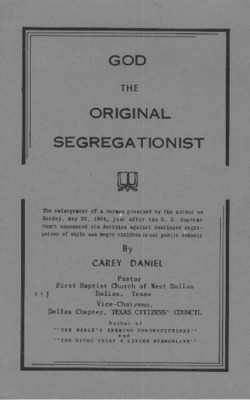 GOD
THE
ORIGINAL
SEGREGATIONIST
The enlargement of a Sermon preached by the author on
Sunday, May 23, 1954, just after the U. S. Supreme
Court announced its decision against continued segre-
gation of white and Negro children in our public schools
By
CAREY DANIEL
Pastor
First Baptist Church of West Dallas
Dallas, Texas
Vice-Chairman,
Dallas Chapter, TEXAS CITIZENS' COUNCIL
Author of
"THE BIBLE'S SEEMING CONTRADICTIONS"
and
"THE DYING THIEF A LIVING EVANGELIST"